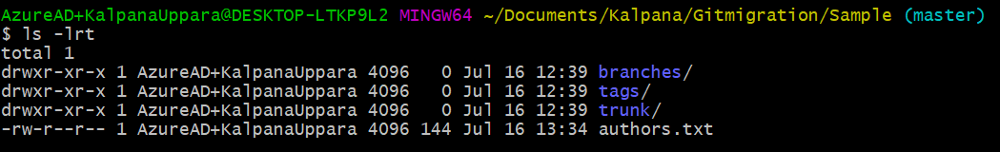 AzureAD+KalpanaUppara@DESKTOP-LTKP9L2 MINGW64 ~/Documents/Kalpana/Gitmigration/Sample (master)
$ ls -lrt
total 1
drwxr-xr-x 1 AzureAD+KalpanaUppara 4096   0 Jul 16 12:39 branches/
drwxr-xr-x 1 AzureAD+KalpanaUppara 4096   0 Jul 16 12:39 tags/
drwxr-xr-x 1 AzureAD+KalpanaUppara 4096   0 Jul 16 12:39 trunk/
-rw-r--r-- 1 AzureAD+KalpanaUppara 4096 144 Jul 16 13:34 authors.txt